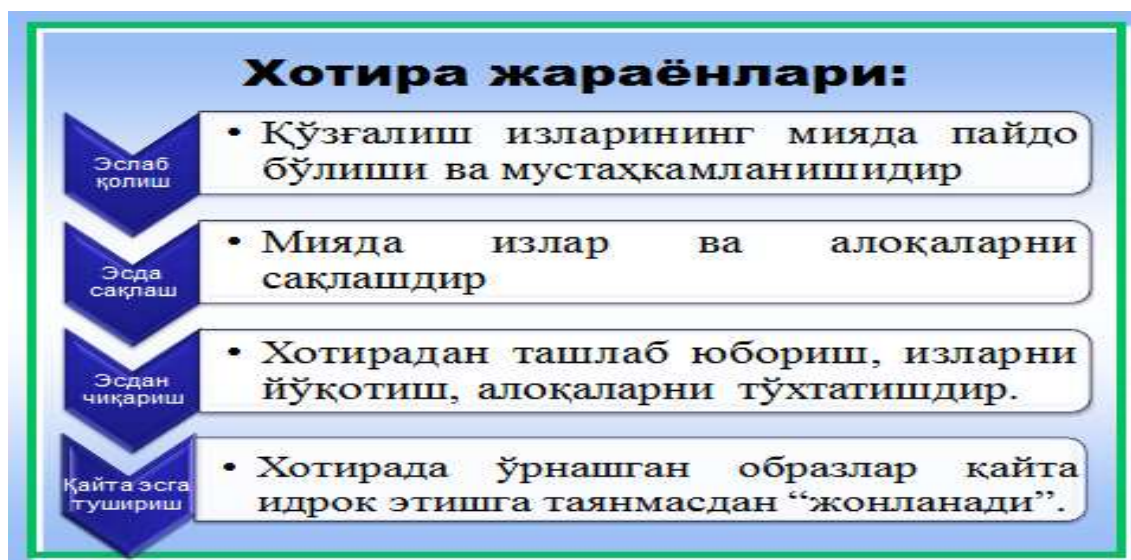 Хотира жараёнлари:
Эслаб
қолиш
• Қўзғалиш изларининг мияда пайдо
бўлиши ва мустаҳкамланишидир
Эсда
сақлаш
• Мияда излар ва алоқаларни
сақлашдир
Эсдан
чиқариш
• Хотирадан ташлаб юбориш, изларни
йўқотиш, алоқаларни тўхтатишдир.
Қайта эсга
тушириш
• Хотирада ўрнашган образлар қайта
идрок этишга таянмасдан “жонланади”.